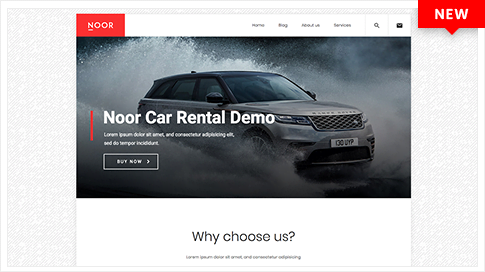 NEW
NOOR
Home Blog About us Services
Noor Car Rental Demo
Lorem ipsum dolor sit amet, and consectetur adipisicing elit,
sed do tempor incididunt.
BUY NOW
130 UYP
Why choose us?
Lorem ipsum dolor sit amet, and consectetur adipisicing